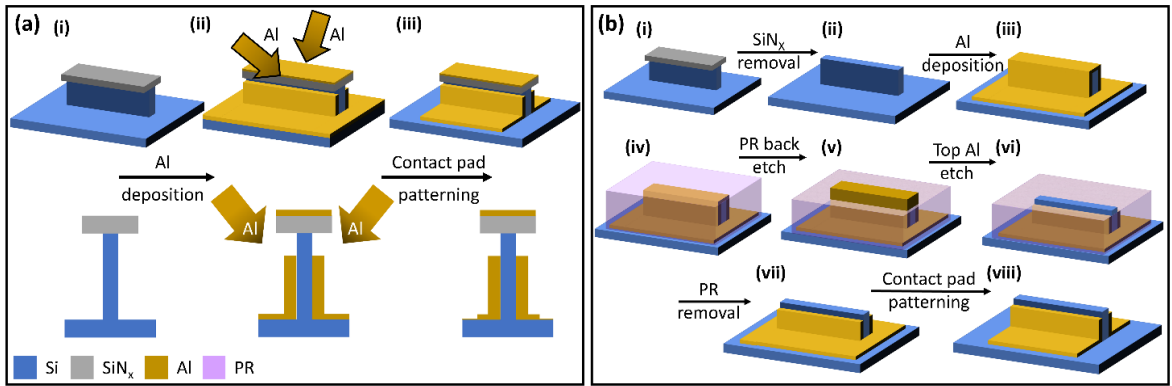 (a)
(i)
(ii)
Al
Al
(iii)
Al
deposition
Contact pad
patterning
Al
Al
Si
SiNx
Al
PR
(b)
(i)
SiNx
removal
(ii)
Al
deposition
(iii)
(iv)
PR back
etch
(v)
Top Al
etch
(vi)
PR
removal
(vii)
Contact pad
patterning
(viii)